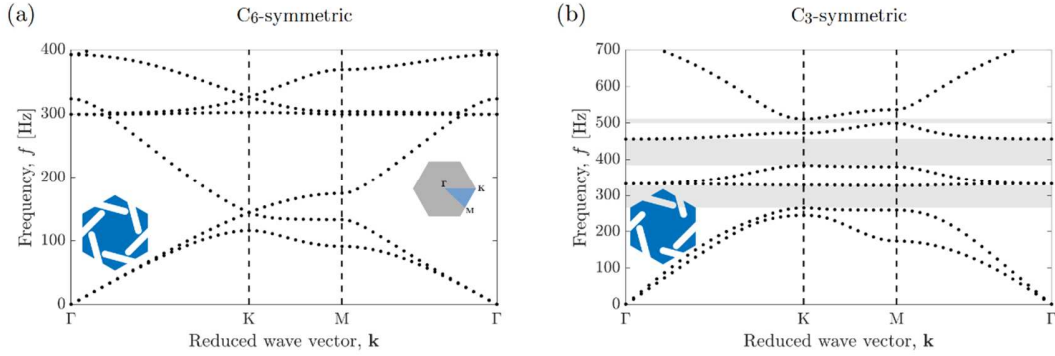 (a)
C6-symmetric
400
300
200
100
0
Frequency, f [Hz]
Γ
K
M
Γ
K
M
Γ
Reduced wave vector, k
(b)
C3-symmetric
700
600
500
400
300
200
100
0
Frequency, f [Hz]
Γ
K
M
Γ
Reduced wave vector, k